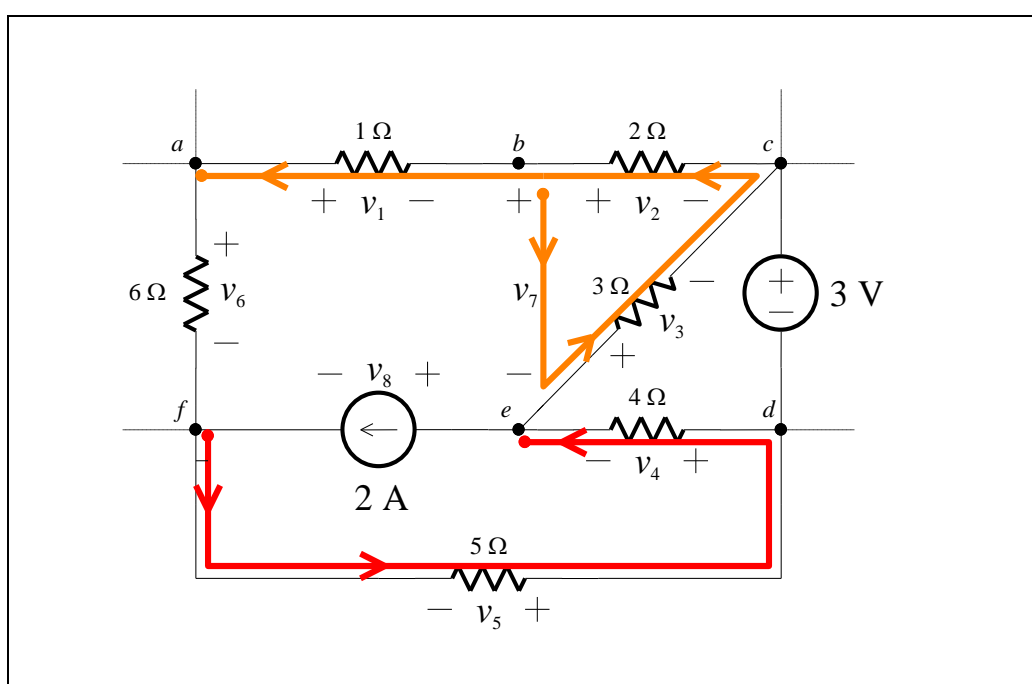 a 1 Ω b 2 Ω c
+ v1 − + + v2 −
+ 6 Ω v6 −
v7 −
3 Ω − v3 +
+ − 3 V
− v8 +
f e 4 Ω d
2 A
− − v4 +
5 Ω
− v5 +